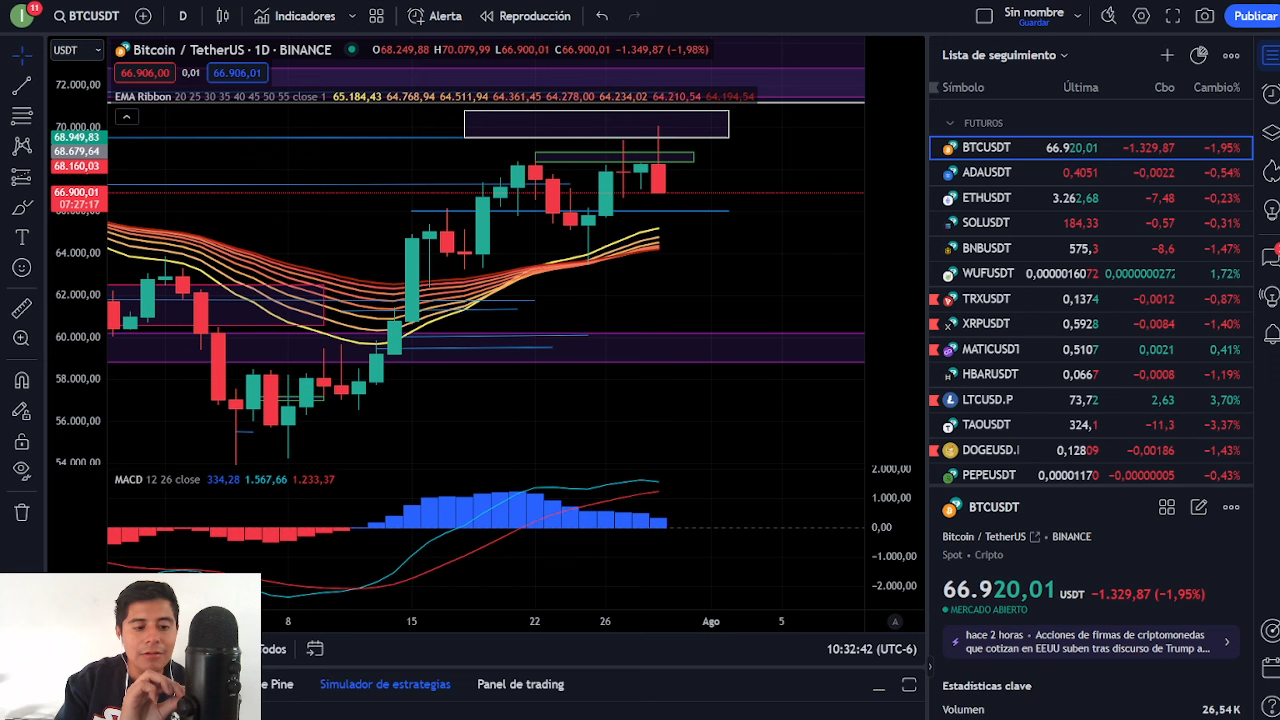 I 11 BTCUSDT D Indicadores Alerta Reproducción Sin nombre Guardar Publicar
USDT Bitcoin / TetherUS · 1D · BINANCE O68.249,88 H70.079,99 L66.900,01 C66.900,01 −1.349,87 (−1,98%)
66.906,00 0,01 66.906,01
EMA Ribbon 20 25 30 35 40 45 50 55 close 1 65.184,43 64.768,94 64.511,94 64.361,45 64.278,00 64.234,02 64.210,54 64.194,54
72.000,00
70.000,00
68.949,83
68.679,64
68.160,03
66.900,01
07:27:17
64.000,00
62.000,00
60.000,00
58.000,00
56.000,00
54.000,00
MACD 12 26 close 334,28 1.567,66 1.233,37
2.000,00
1.000,00
0,00
−1.000,00
−2.000,00
8 15 22 26 Ago 5 A
Todos 10:32:42 (UTC-6)
e Pine Simulador de estrategias Panel de trading
Lista de seguimiento
Símbolo Última Cbo Cambio%
FUTUROS
BTCUSDT 66.920,01 −1.329,87 −1,95%
ADAUSDT 0,4051 −0,0022 −0,54%
ETHUSDT 3.262,68 −7,48 −0,23%
SOLUSDT 184,33 −0,57 −0,31%
BNBUSDT 575,3 −8,6 −1,47%
WUFUSDT 0,0000016072 0,0000000272 1,72%
TRXUSDT 0,1374 −0,0012 −0,87%
XRPUSDT 0,5928 −0,0084 −1,40%
MATICUSDT 0,5107 0,0021 0,41%
HBARUSDT 0,0667 −0,0008 −1,19%
LTCUSD.P 73,72 2,63 3,70%
TAOUSDT 324,1 −11,3 −3,37%
DOGEUSD.I 0,12809 −0,00186 −1,43%
PEPEUSDT 0,00001170 −0,00000005 −0,43%
BTCUSDT
Bitcoin / TetherUS BINANCE
Spot • Cripto
66.920,01 USDT −1.329,87 (−1,95%)
MERCADO ABIERTO
hace 2 horas • Acciones de firmas de criptomonedas
que cotizan en EEUU suben tras discurso de Trump a...
Estadísticas clave
Volumen 26,54 K